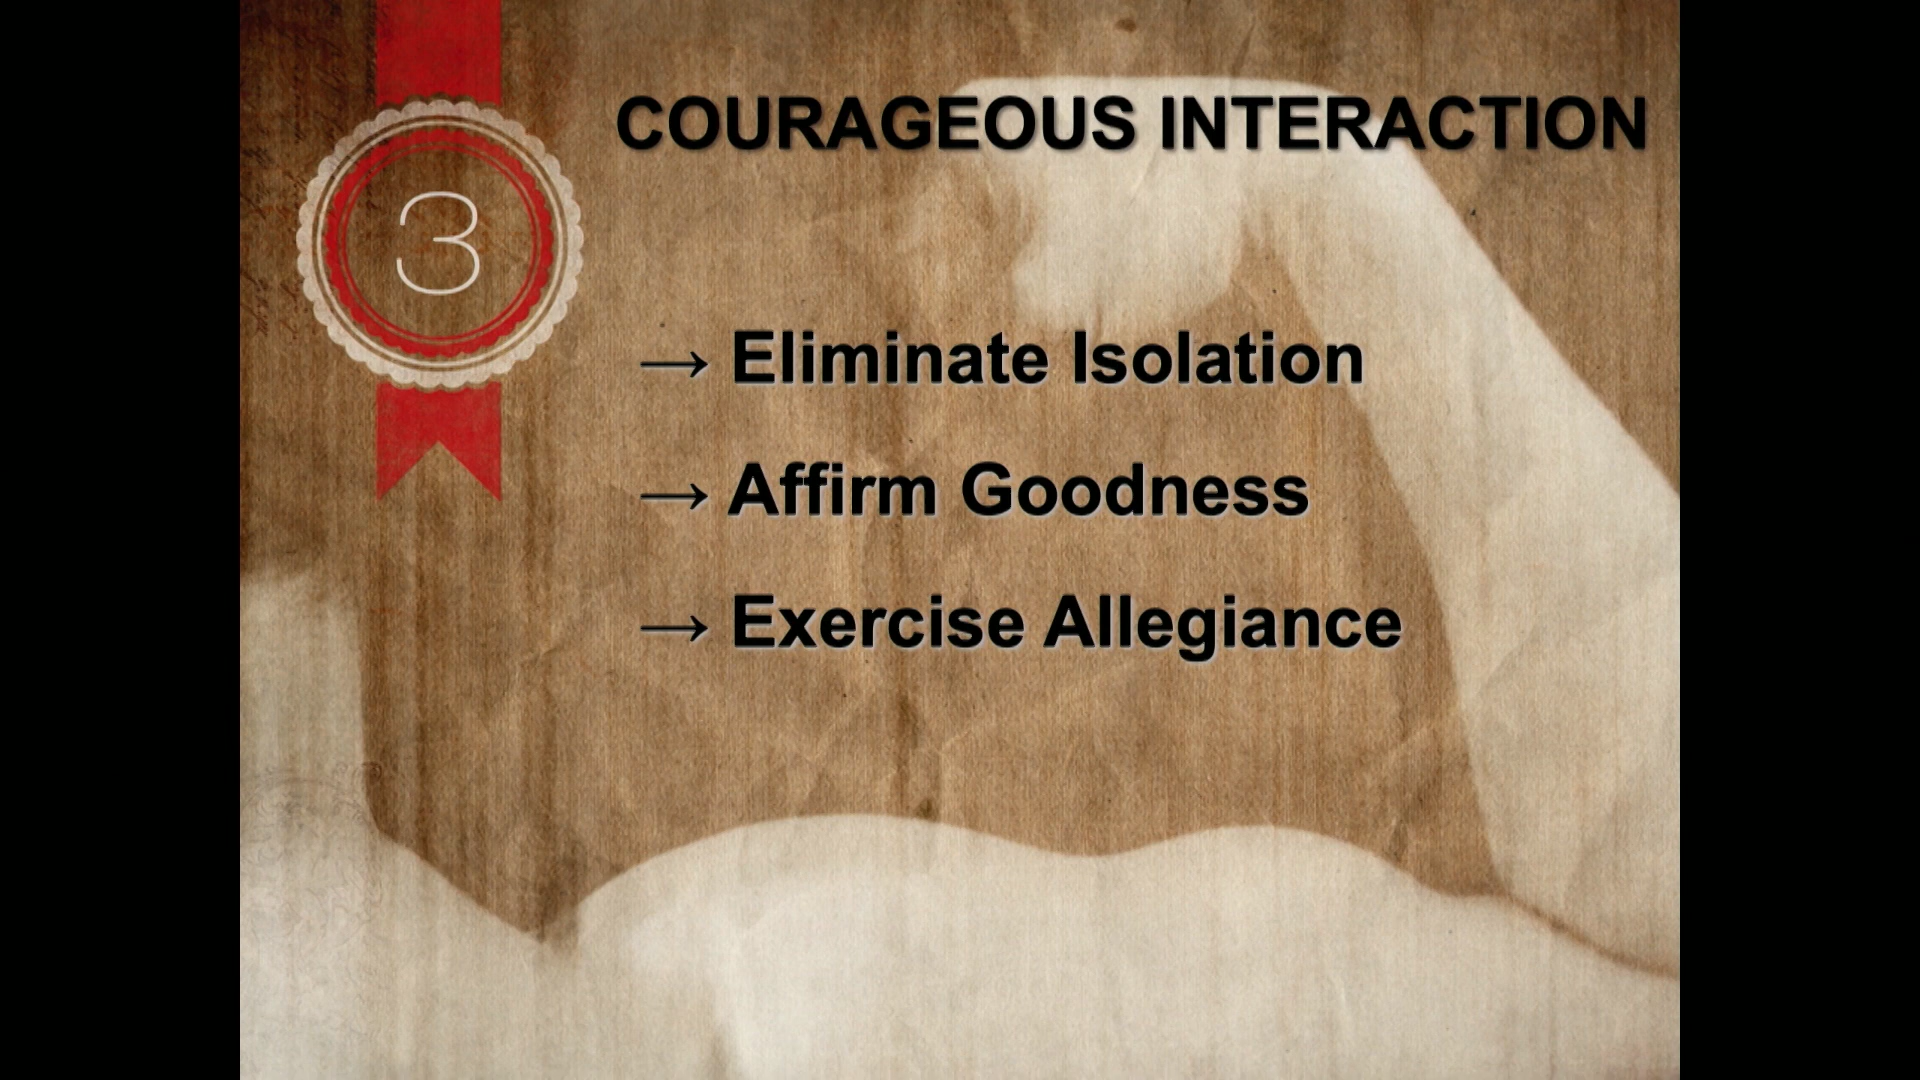 COURAGEOUS INTERACTION
3
→ Eliminate Isolation
→ Affirm Goodness
→ Exercise Allegiance